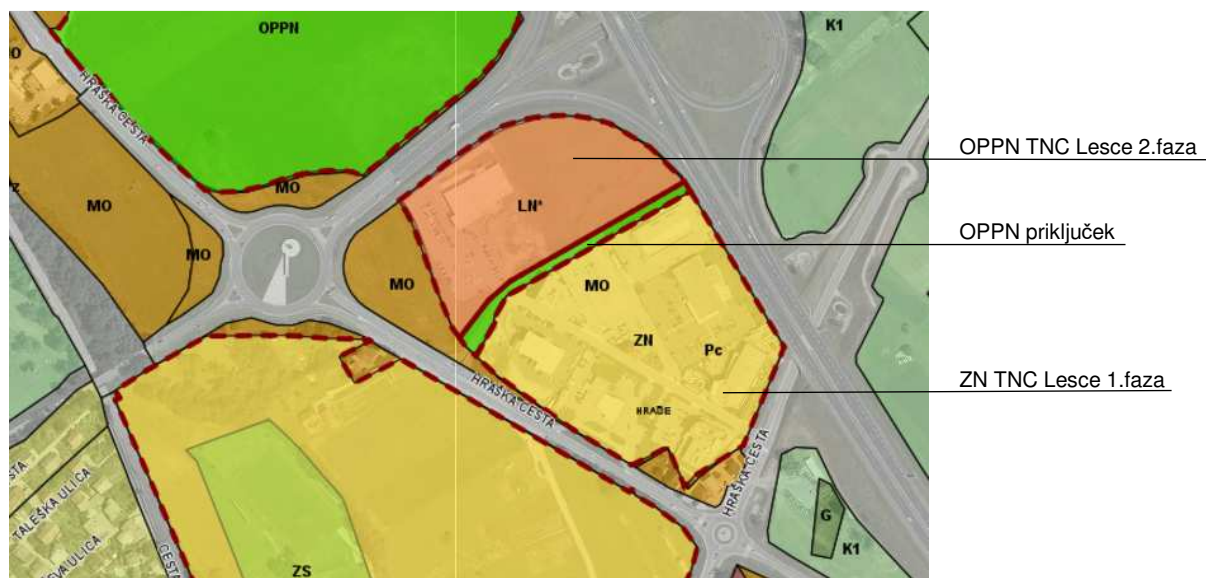 OPPN
K1
HRAŠKA CESTA
OPPN TNC Lesce 2.faza
MO
MO
LN*
OPPN priključek
MO
MO
MO
ZN
Pc
ZN TNC Lesce 1.faza
HRAŠKA CESTA
HRAŠE
HRAŠKA CESTA
TALEŠKA ULICA
G
K1
CESTA
ZS